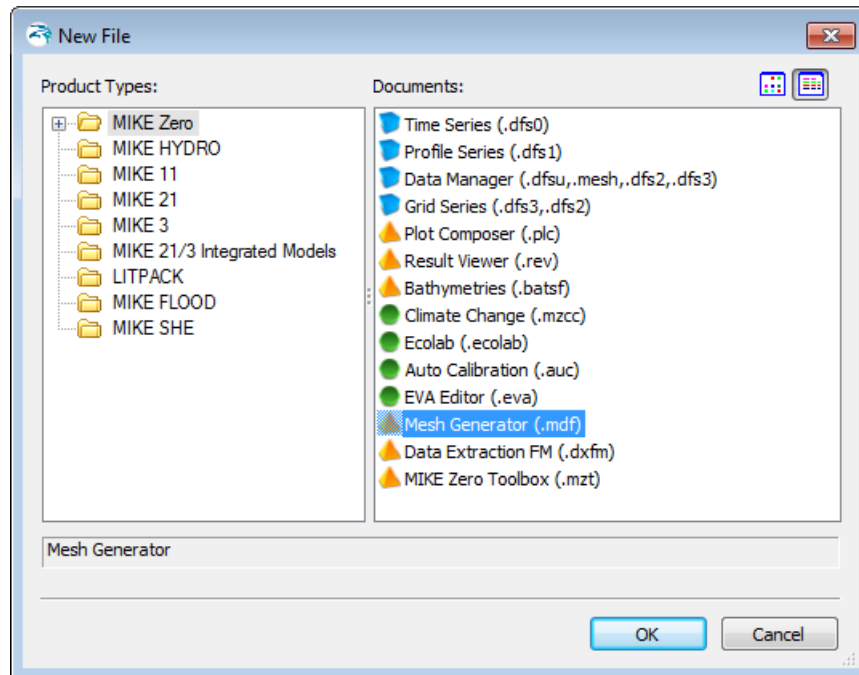 New File
Product Types:
MIKE Zero
MIKE HYDRO
MIKE 11
MIKE 21
MIKE 3
MIKE 21/3 Integrated Models
LITPACK
MIKE FLOOD
MIKE SHE
Documents:
Time Series (.dfs0)
Profile Series (.dfs1)
Data Manager (.dfsu,.mesh,.dfs2,.dfs3)
Grid Series (.dfs3,.dfs2)
Plot Composer (.plc)
Result Viewer (.rev)
Bathymetries (.batsf)
Climate Change (.mzcc)
Ecolab (.ecolab)
Auto Calibration (.auc)
EVA Editor (.eva)
Mesh Generator (.mdf)
Data Extraction FM (.dxfm)
MIKE Zero Toolbox (.mzt)
Mesh Generator
OK
Cancel